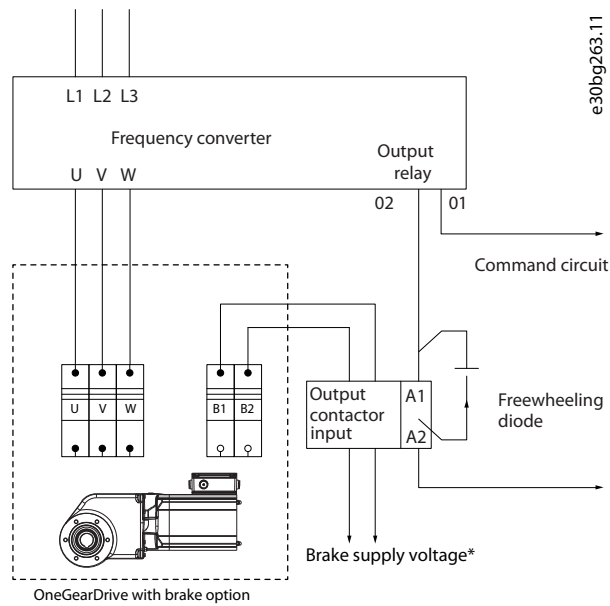 e30bg263.11
L1 L2 L3
Frequency converter
Output
relay
U V W
02 01
Command circuit
U V W B1 B2
Output
contactor
input
A1
A2
Freewheeling
diode
Brake supply voltage*
OneGearDrive with brake option